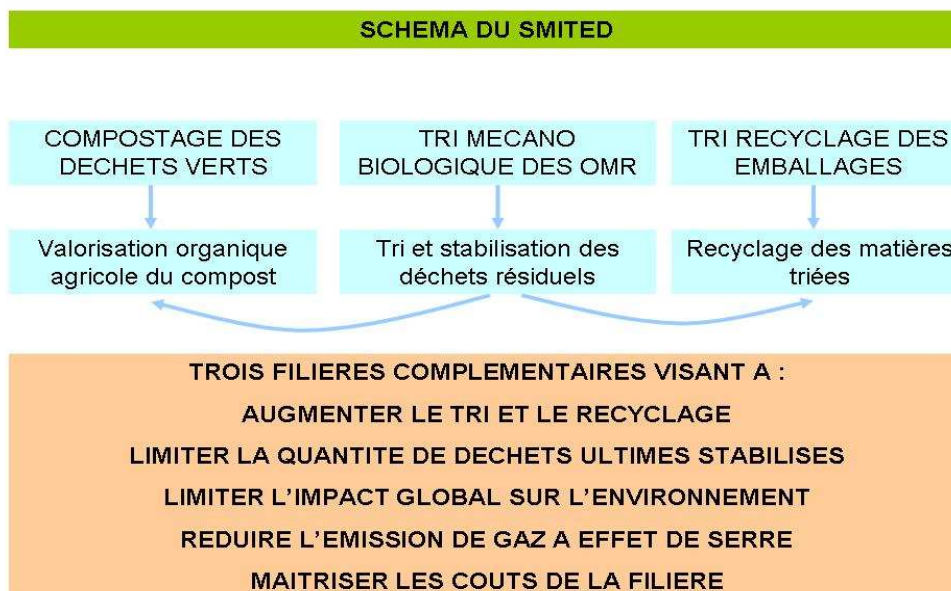 SCHEMA DU SMITED
COMPOSTAGE DES
DECHETS VERTS
TRI MECANO
BIOLOGIQUE DES OMR
TRI RECYCLAGE DES
EMBALLAGES
Valorisation organique
agricole du compost
Tri et stabilisation des
déchets résiduels
Recyclage des matières
triées
TROIS FILIERES COMPLEMENTAIRES VISANT A :
AUGMENTER LE TRI ET LE RECYCLAGE
LIMITER LA QUANTITE DE DECHETS ULTIMES STABILISES
LIMITER L'IMPACT GLOBAL SUR L'ENVIRONNEMENT
REDUIRE L'EMISSION DE GAZ A EFFET DE SERRE
MAITRISER LES COUTS DE LA FILIERE